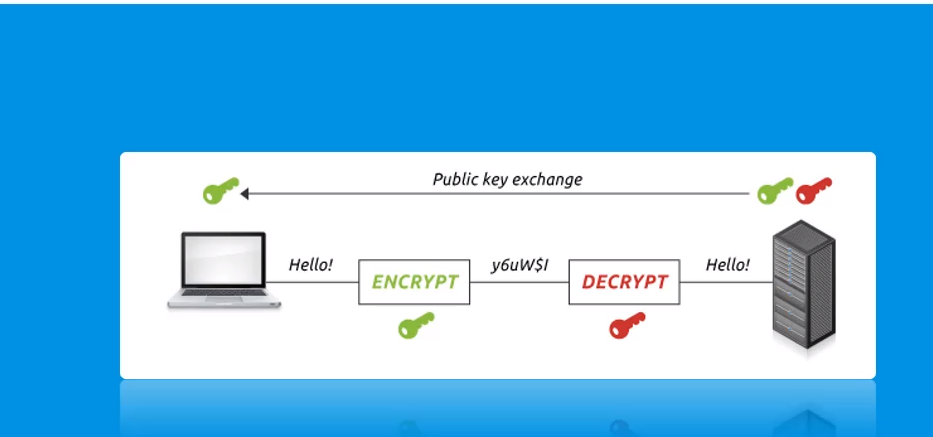 Public key exchange
Hello!
ENCRYPT
y6uW$I
DECRYPT
Hello!